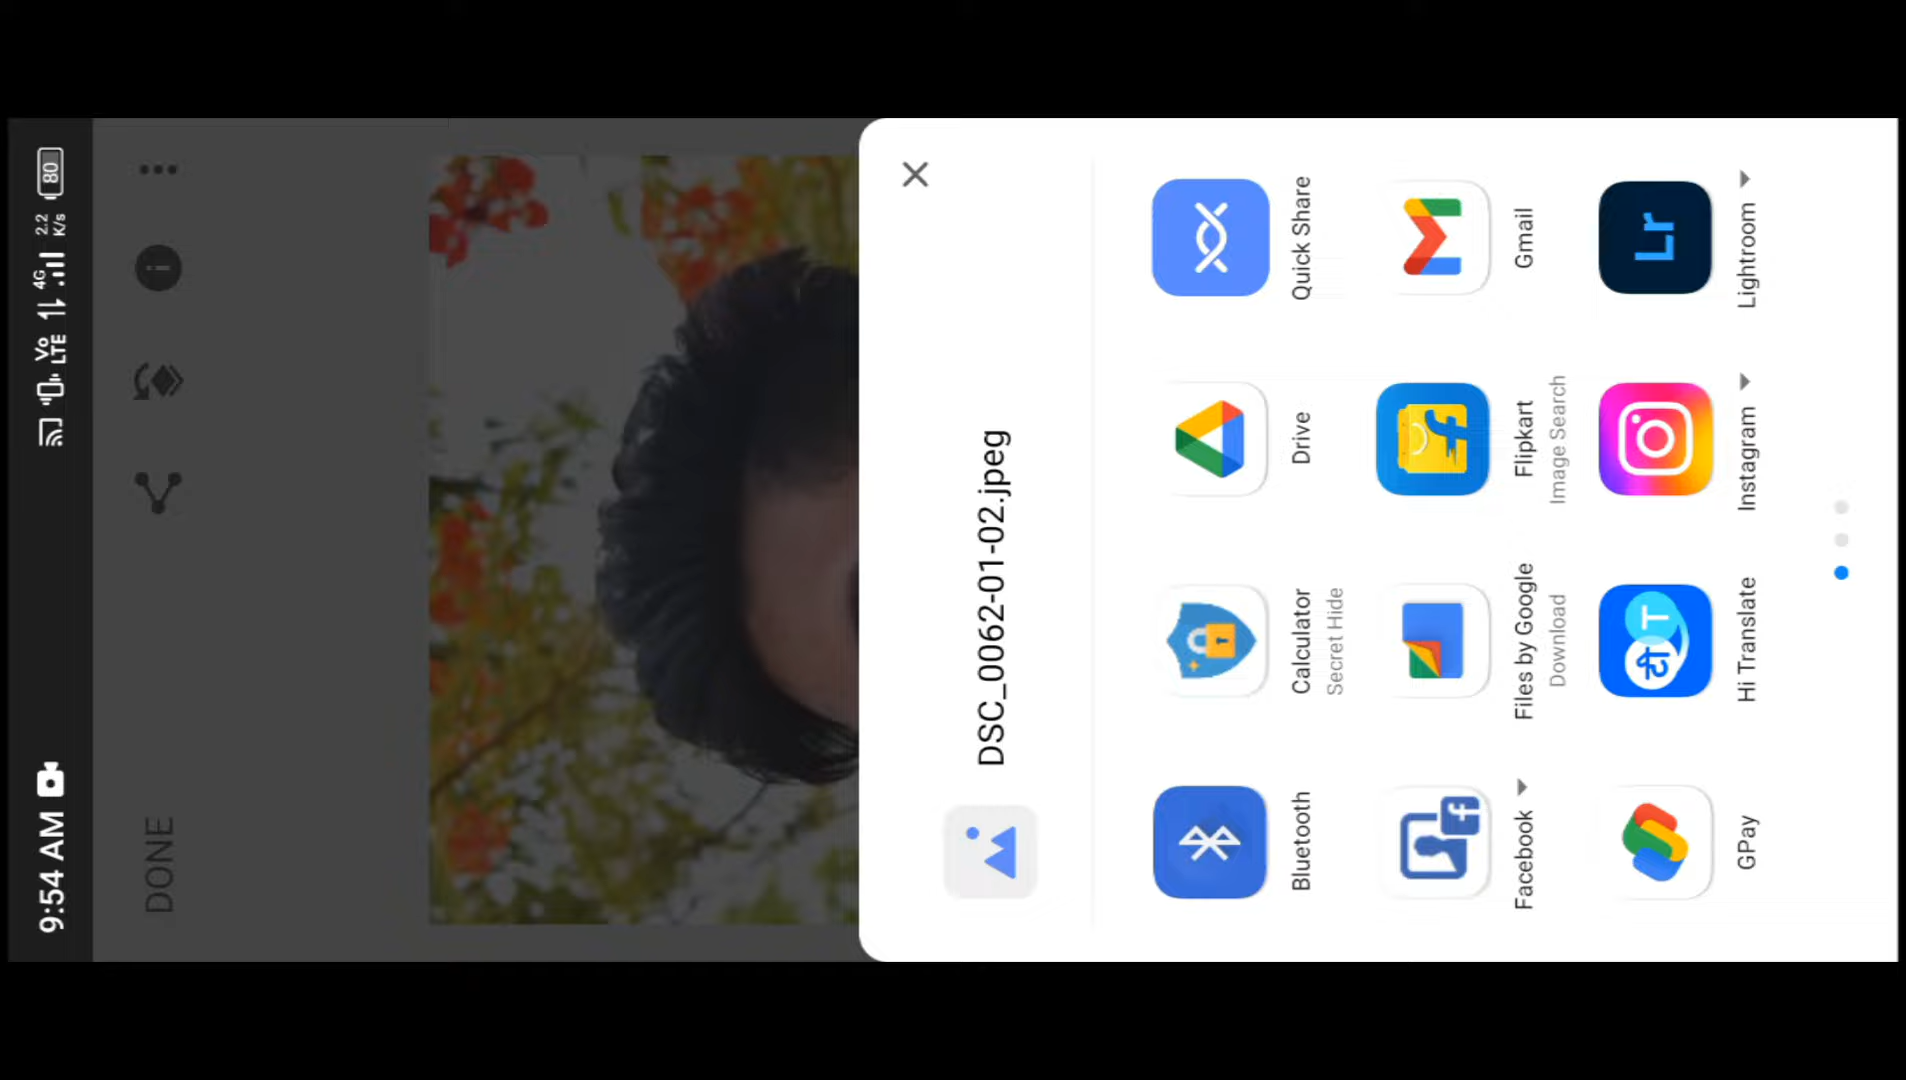 9:54 AM
Vo LTE 4G 2.2 K/s 80
DONE
DSC_0062-01-02.jpeg
Bluetooth
Calculator
Secret Hide
Drive
Quick Share
Facebook
Files by Google
Download
Flipkart
Image Search
Gmail
GPay
Hi Translate
Instagram
Lr
Lightroom